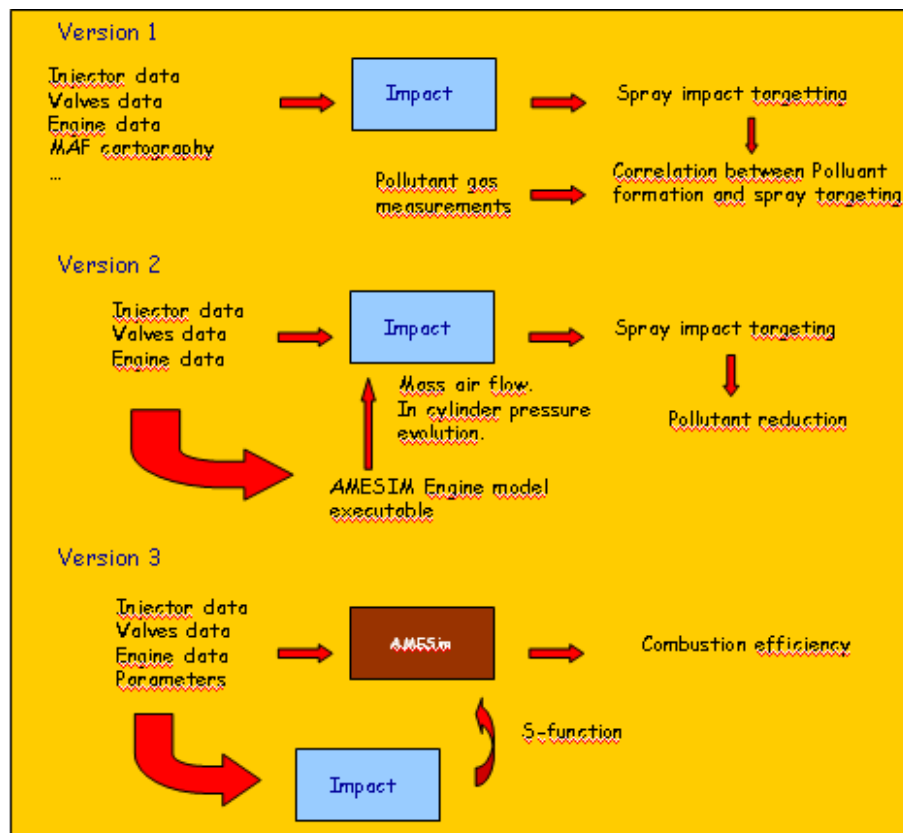 Version 1
Injector data
Valves data
Engine data
MAF cartography
...
Impact
Spray impact targetting
Pollutant gas
measurements
Correlation between Polluant
formation and spray targeting
Version 2
Injector data
Valves data
Engine data
Impact
Spray impact targeting
Mass air flow.
In cylinder pressure
evolution.
Pollutant reduction
AMESIM Engine model
executable
Version 3
Injector data
Valves data
Engine data
Parameters
AMESim
Combustion efficiency
S-function
Impact